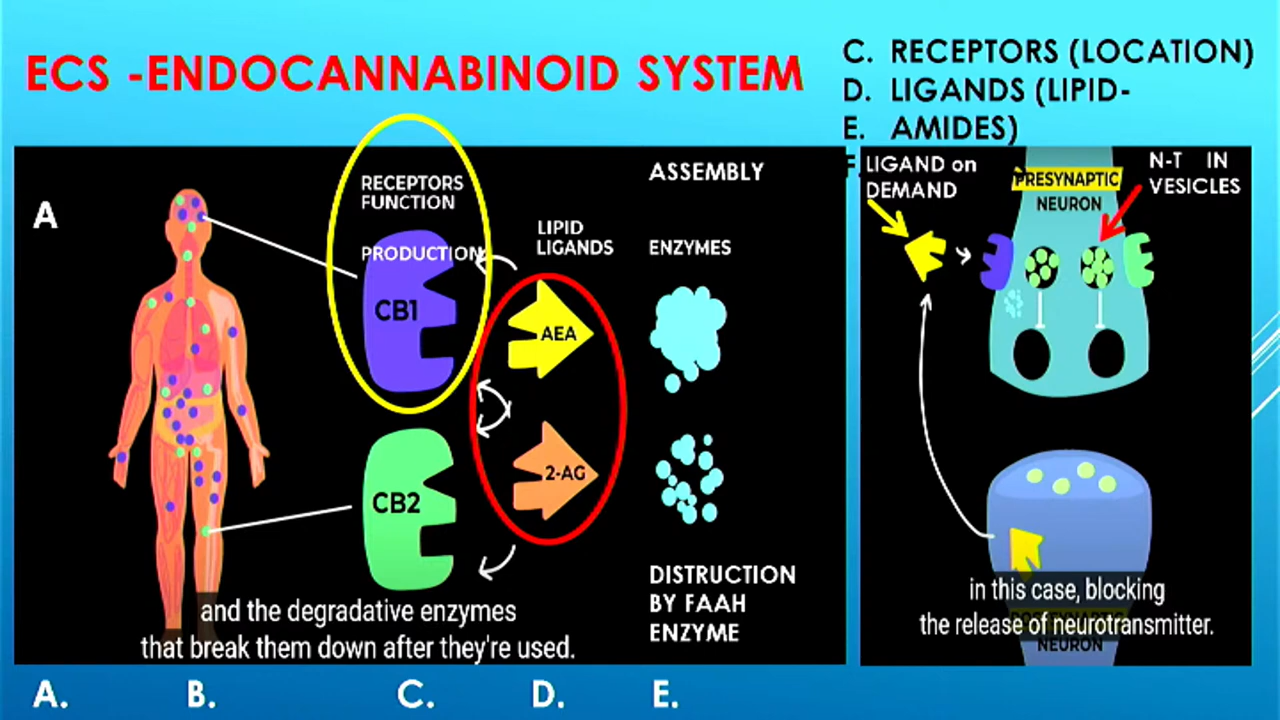 ECS -ENDOCANNABINOID SYSTEM
C. RECEPTORS (LOCATION)
D. LIGANDS (LIPID-
E. AMIDES)
F.
A
RECEPTORS
FUNCTION
PRODUCTION
CB1
CB2
LIPID
LIGANDS
AEA
2-AG
ASSEMBLY
ENZYMES
DISTRUCTION
BY FAAH
ENZYME
and the degradative enzymes
that break them down after they're used.
LIGAND on
DEMAND
PRESYNAPTIC
NEURON
N-T IN
VESICLES
in this case, blocking
the release of neurotransmitter.
POSTSYNAPTIC
NEURON
A. B. C. D. E.